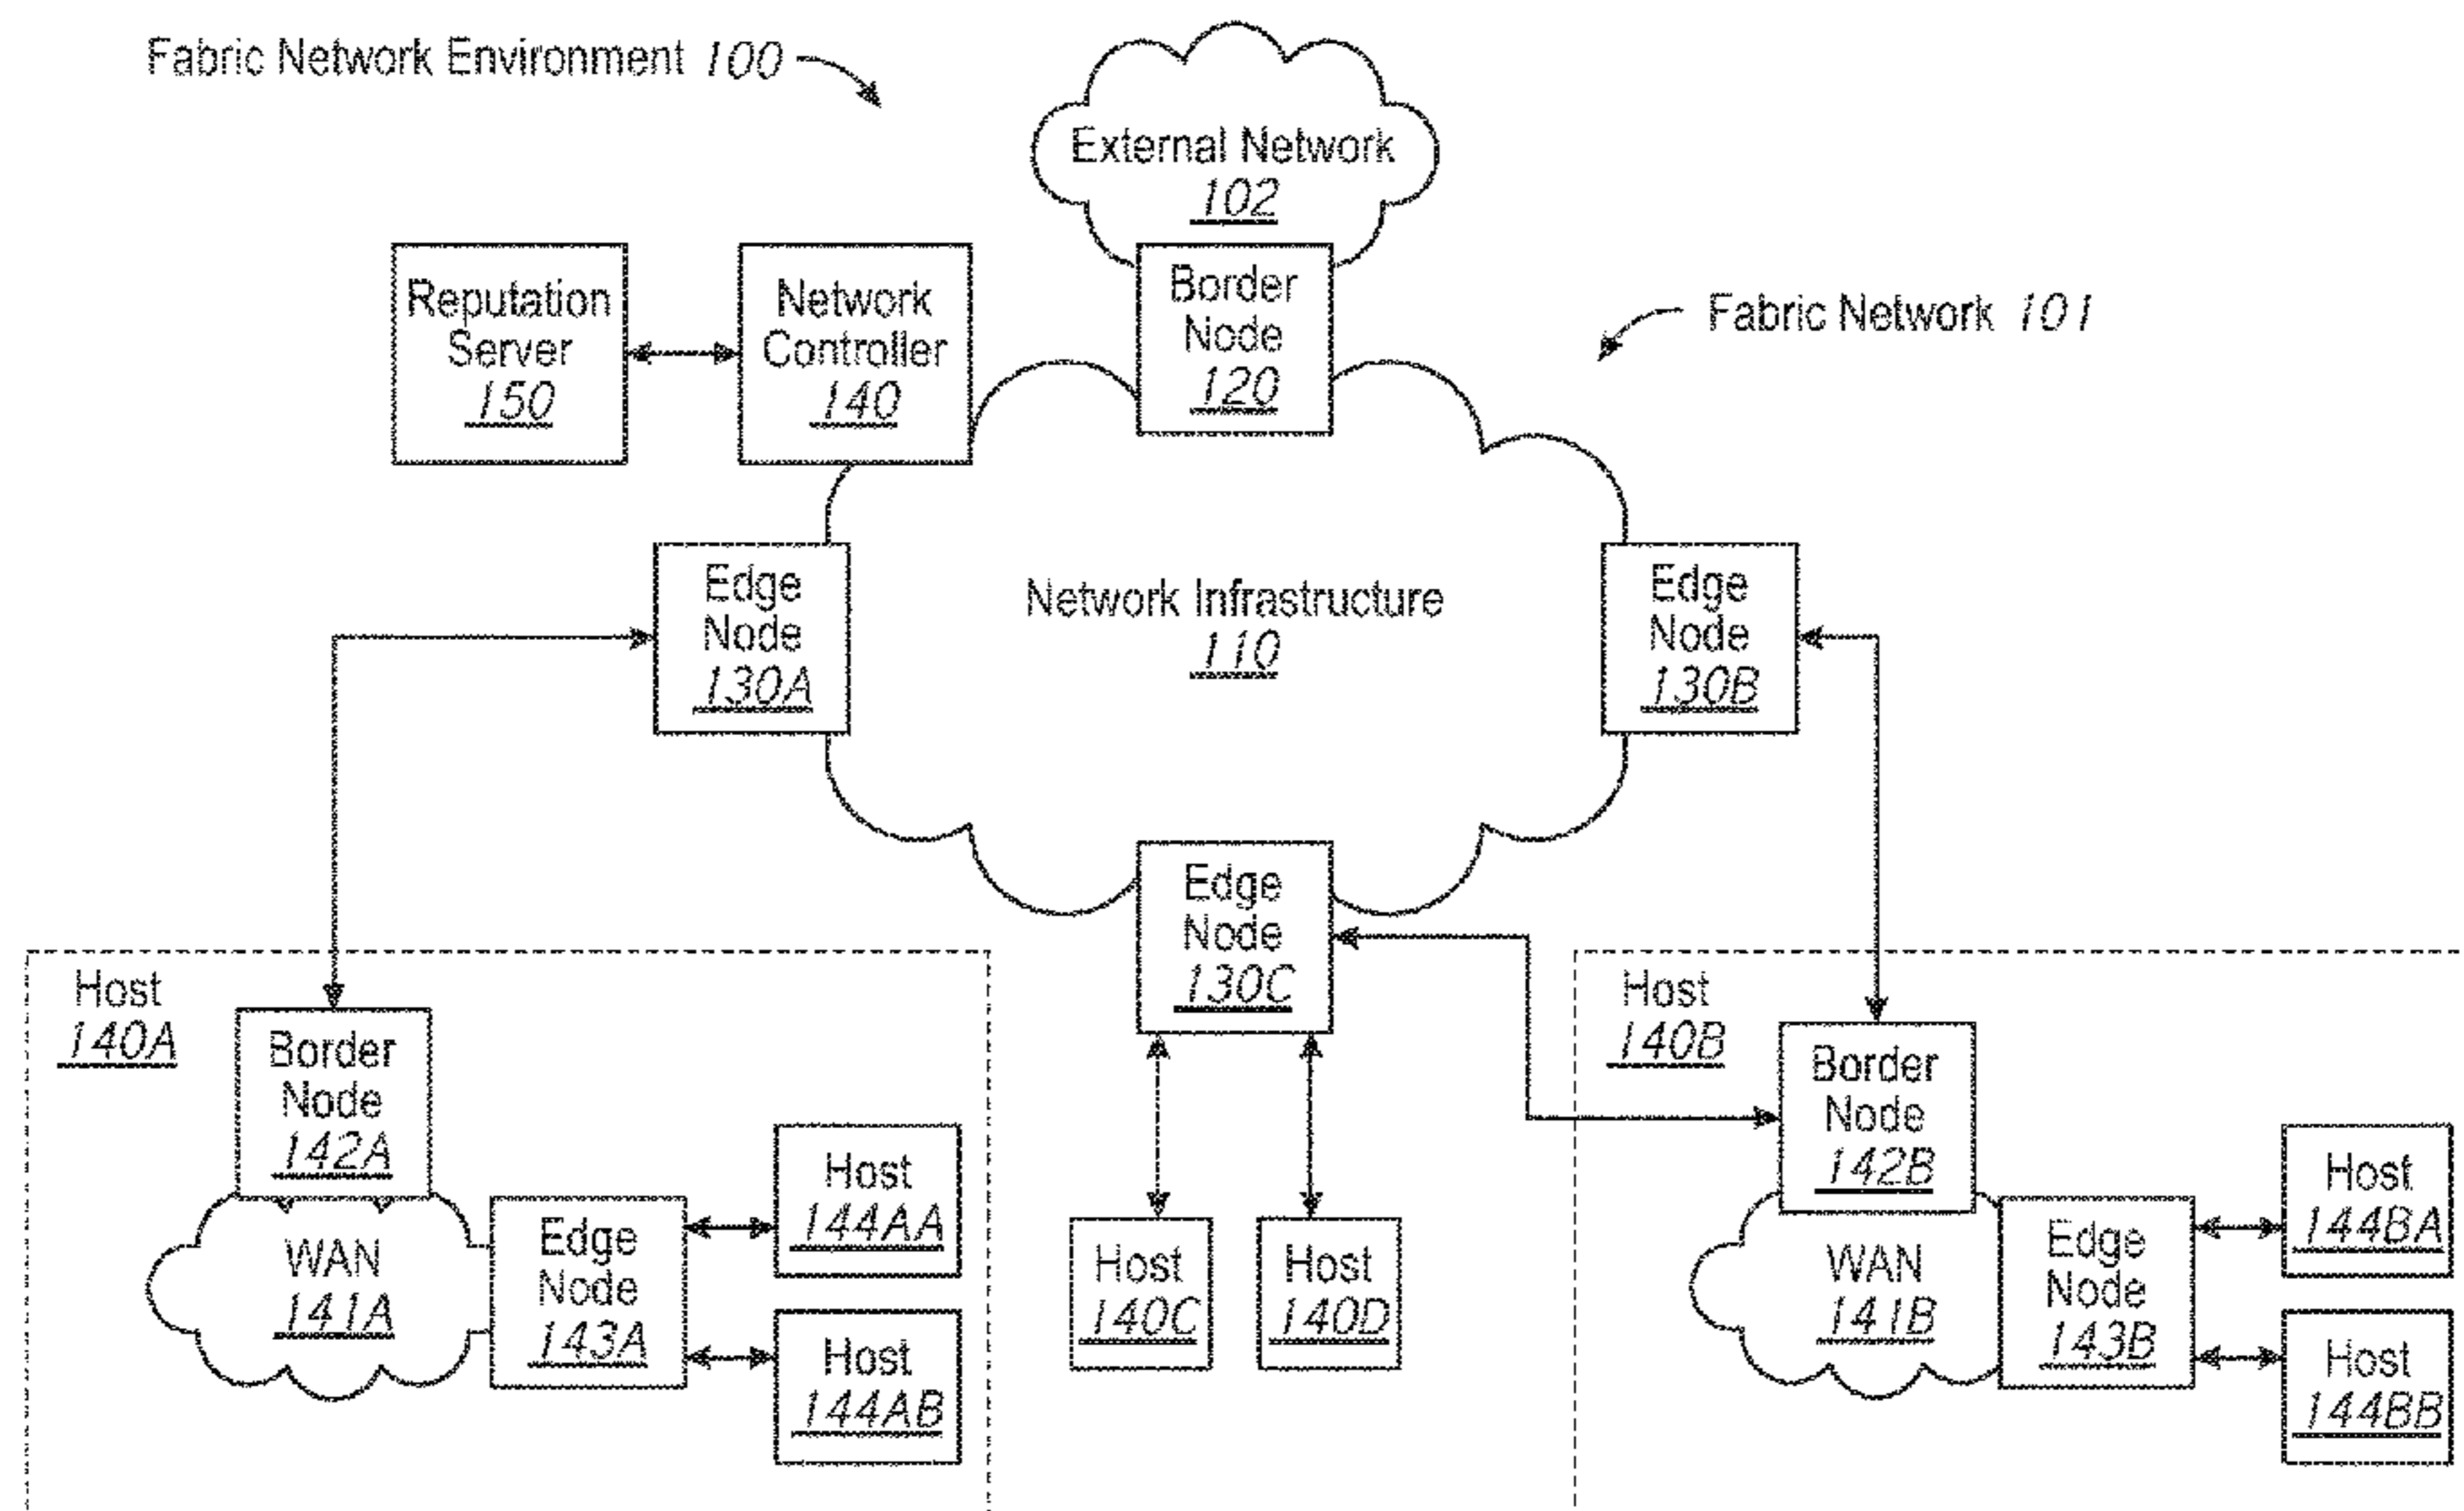 Fabric Network Environment 100
External Network
102
Reputation
Server
150
Network
Controller
140
Border
Node
120
Fabric Network 101
Edge
Node
130A
Network Infrastructure
110
Edge
Node
130B
Edge
Node
130C
Host
140A
Border
Node
142A
WAN
141A
Edge
Node
143A
Host
144AA
Host
144AB
Host
140C
Host
140D
Host
140B
Border
Node
142B
WAN
141B
Edge
Node
143B
Host
144BA
Host
144BB